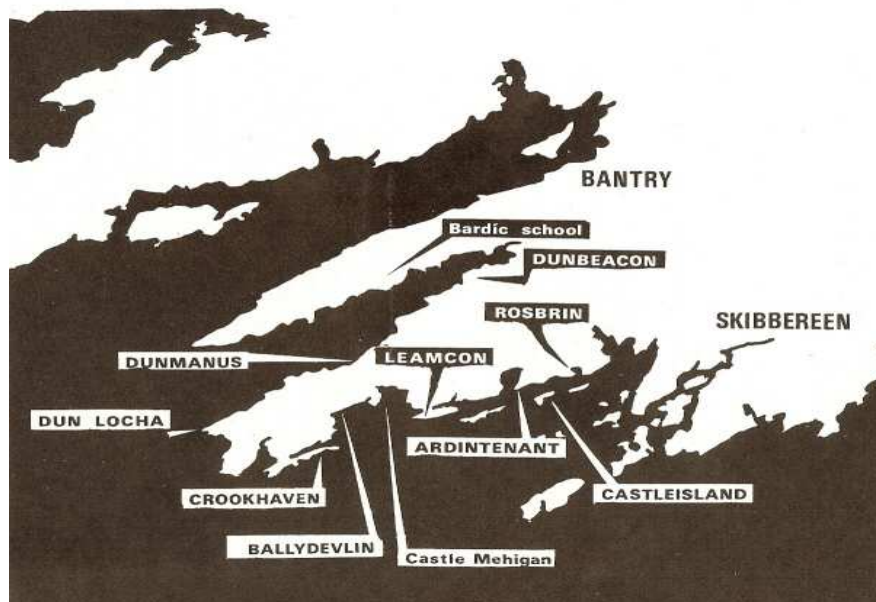 BANTRY
Bardic school
DUNBEACON
ROSBRIN
SKIBBEREEN
DUNMANUS
LEAMCON
DUN LOCHA
ARDINTENANT
CROOKHAVEN
CASTLEISLAND
BALLYDEVLIN
Castle Mehigan